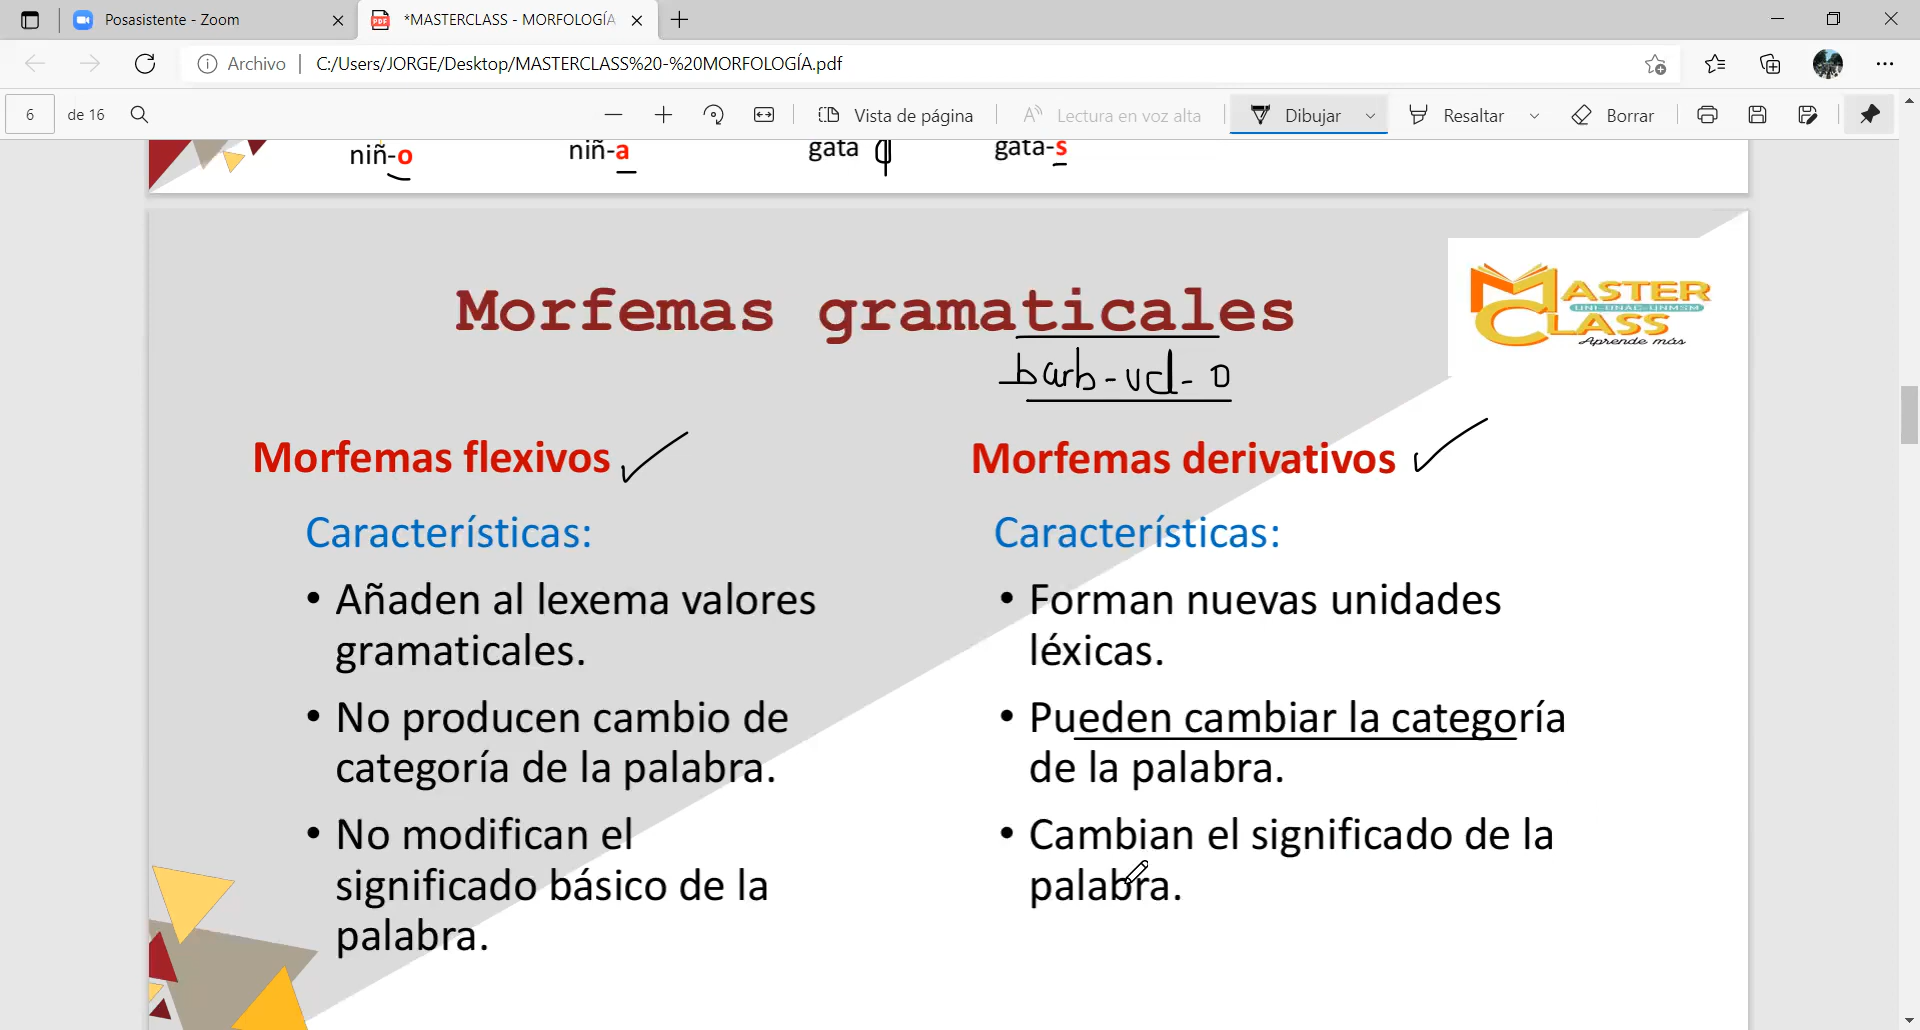 Posasistente - Zoom
*MASTERCLASS - MORFOLOGÍA
Archivo
C:/Users/JORGE/Desktop/MASTERCLASS%20-%20MORFOLOGÍA.pdf
6 de 16
Vista de página
Lectura en voz alta
Dibujar
Resaltar
Borrar
niñ-o
niñ-a
gata
gata-s
Morfemas gramaticales
MASTER
UNI-UNAC-UNMSM
CLASS
Aprende más
barb-ud-o
Morfemas flexivos
Características:
• Añaden al lexema valores
gramaticales.
• No producen cambio de
categoría de la palabra.
• No modifican el
significado básico de la
palabra.
Morfemas derivativos
Características:
• Forman nuevas unidades
léxicas.
• Pueden cambiar la categoría
de la palabra.
• Cambian el significado de la
palabra.